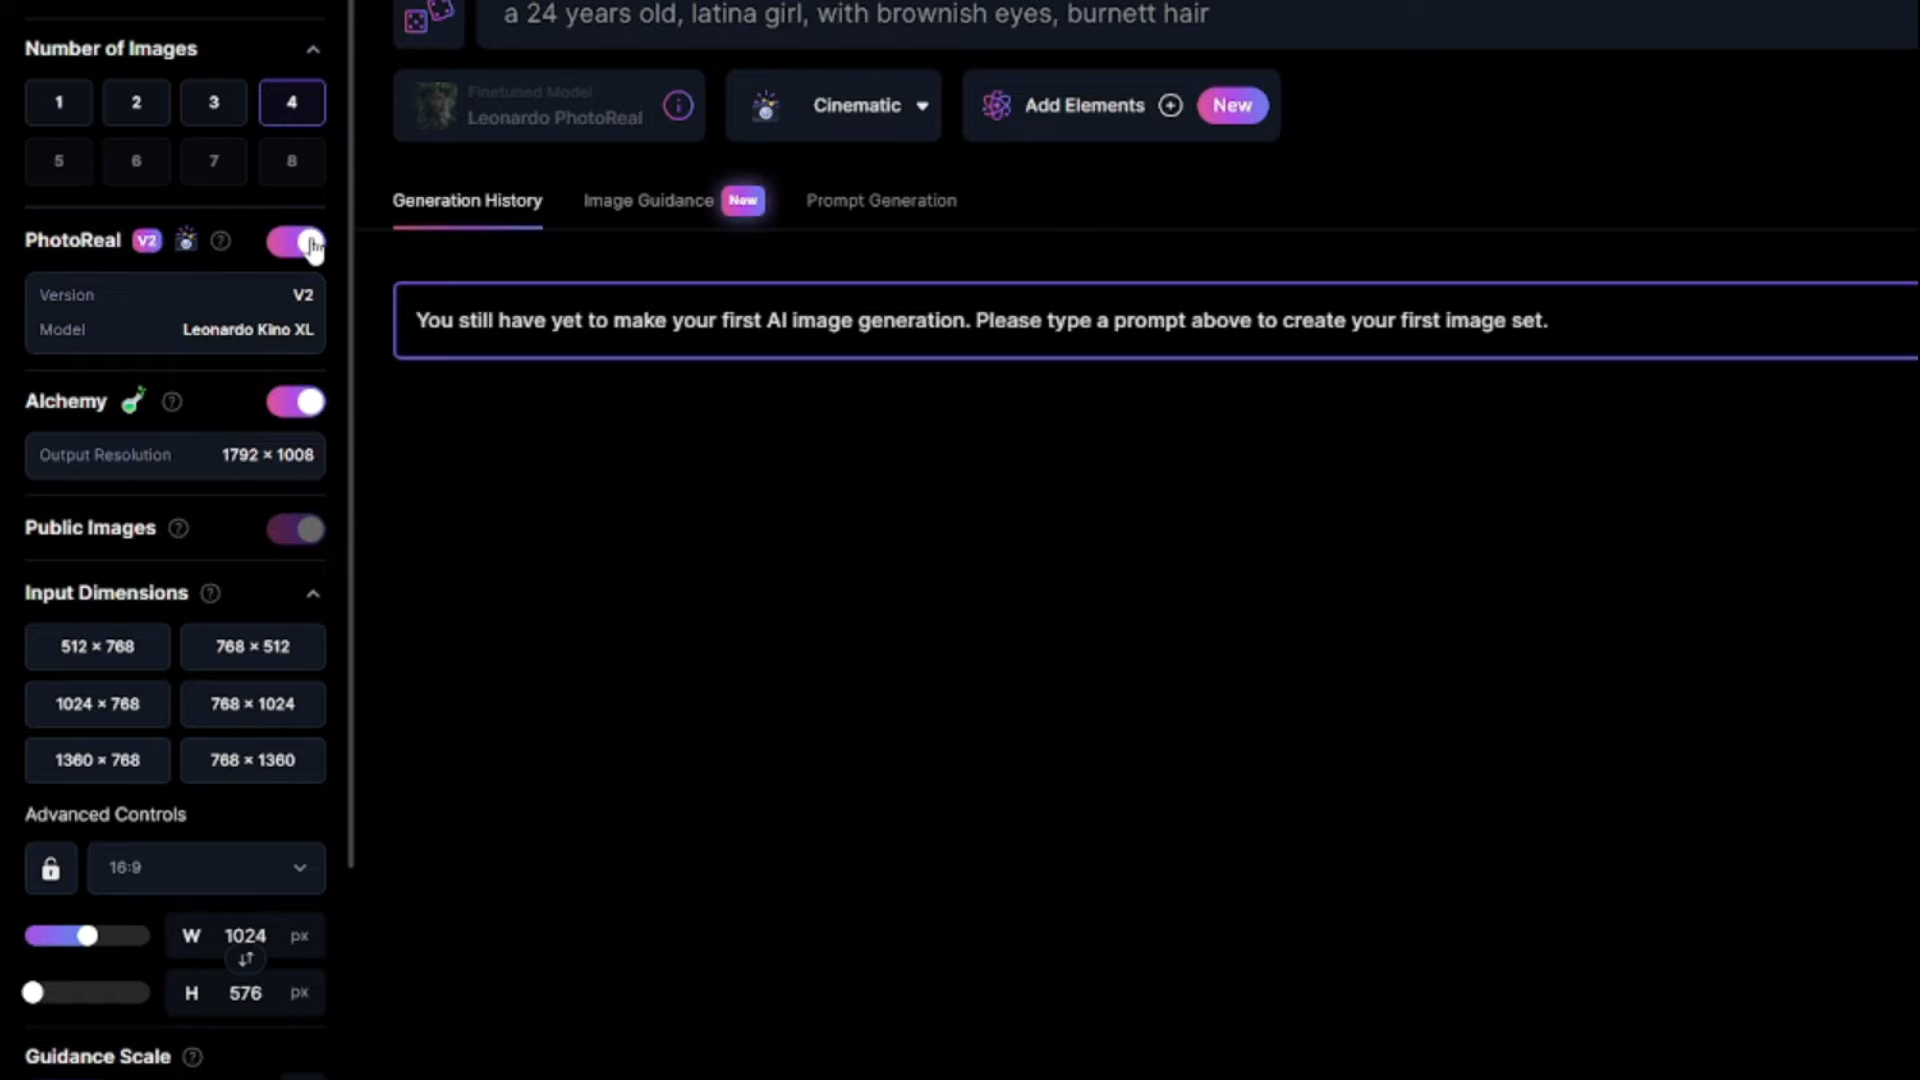 Number of Images
1 2 3 4
5 6 7 8
PhotoReal V2
Version V2
Model Leonardo Kino XL
Alchemy
Output Resolution 1792 × 1008
Public Images
Input Dimensions
512 × 768 768 × 512
1024 × 768 768 × 1024
1360 × 768 768 × 1360
Advanced Controls
16:9
W 1024 px
H 576 px
Guidance Scale
a 24 years old, latina girl, with brownish eyes, burnett hair
Finetuned Model
Leonardo PhotoReal
Cinematic
Add Elements New
Generation History Image Guidance New Prompt Generation
You still have yet to make your first AI image generation. Please type a prompt above to create your first image set.